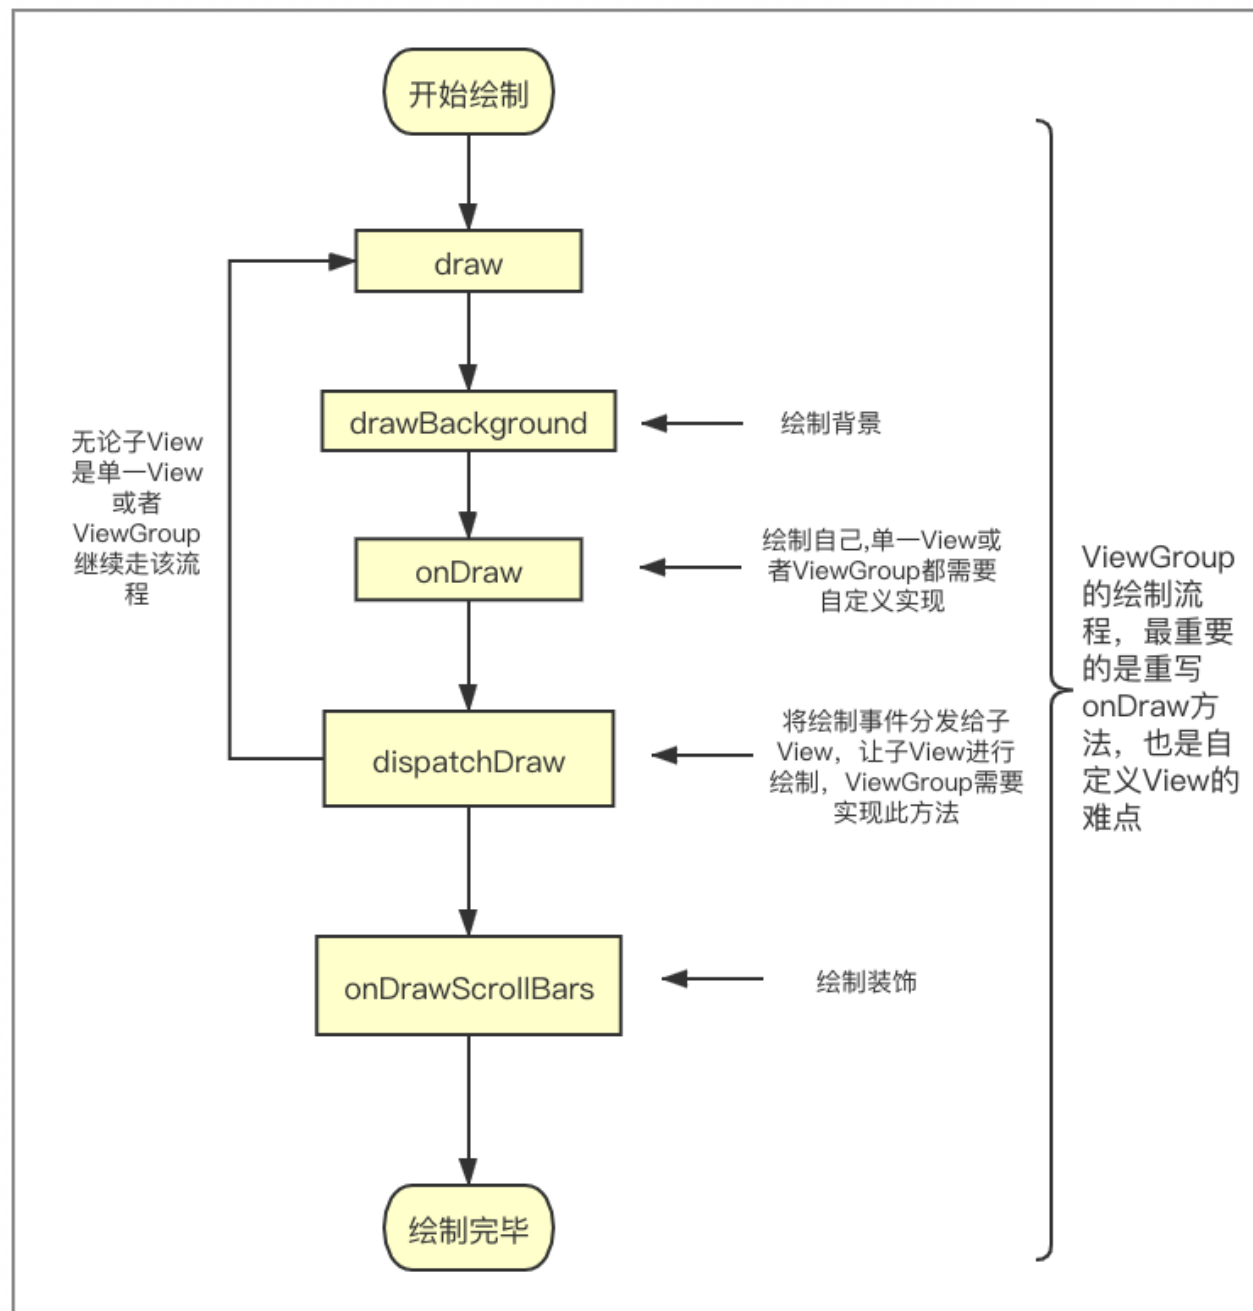 开始绘制
draw
drawBackground
绘制背景
无论子View
是单一View
或者
ViewGroup
继续走该流
程
onDraw
绘制自己,单一View或
者ViewGroup都需要
自定义实现
dispatchDraw
将绘制事件分发给子
View，让子View进行
绘制，ViewGroup需要
实现此方法
onDrawScrollBars
绘制装饰
绘制完毕
ViewGroup
的绘制流
程，最重要
的是重写
onDraw方
法，也是自
定义View的
难点